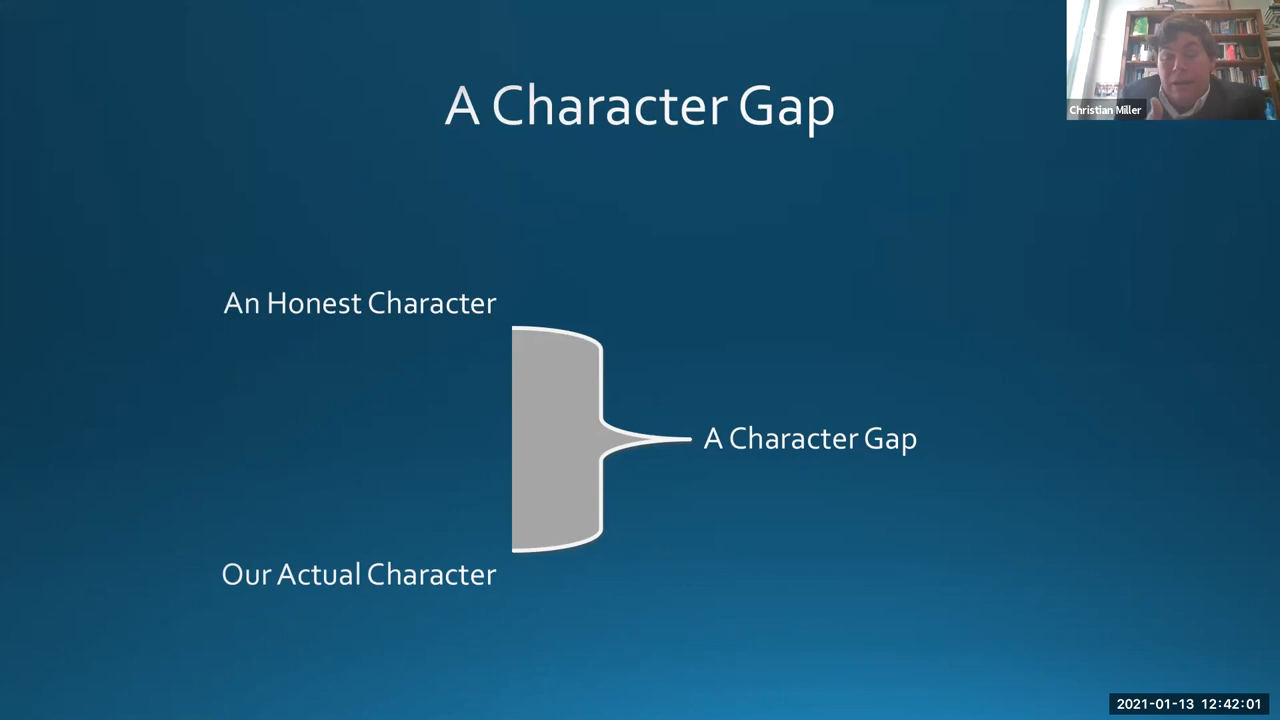 A Character Gap
Christian Miller
An Honest Character
A Character Gap
Our Actual Character
2021-01-13 12:42:01